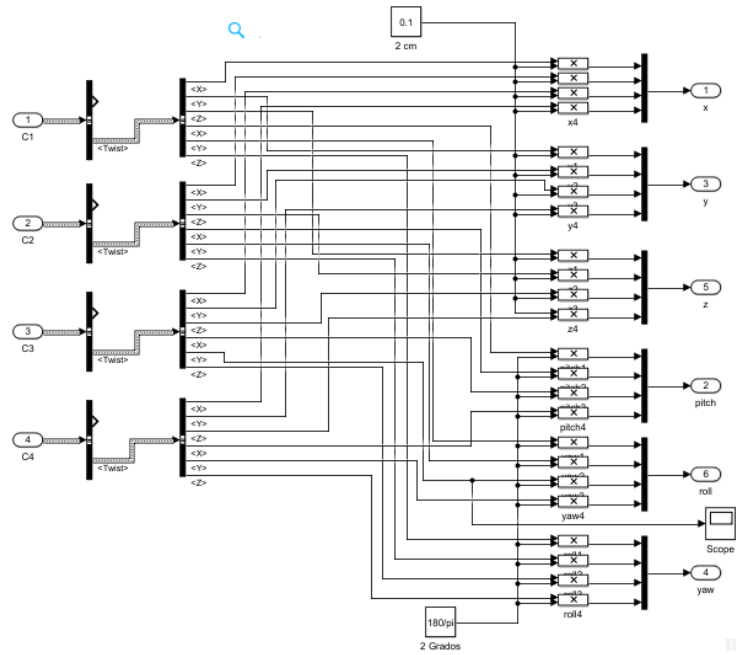 0.1
2 cm
1
C1
<Twist>
<X>
<Y>
<Z>
<X>
<Y>
<Z>
x4
1
x
2
C2
<Twist>
<X>
<Y>
<Z>
<X>
<Y>
<Z>
y4
3
y
3
C3
<Twist>
<X>
<Y>
<Z>
<X>
<Y>
<Z>
z4
5
z
4
C4
<Twist>
<X>
<Y>
<Z>
<X>
<Y>
<Z>
pitch4
2
pitch
yaw4
6
roll
Scope
roll4
4
yaw
180/pi
2 Grados